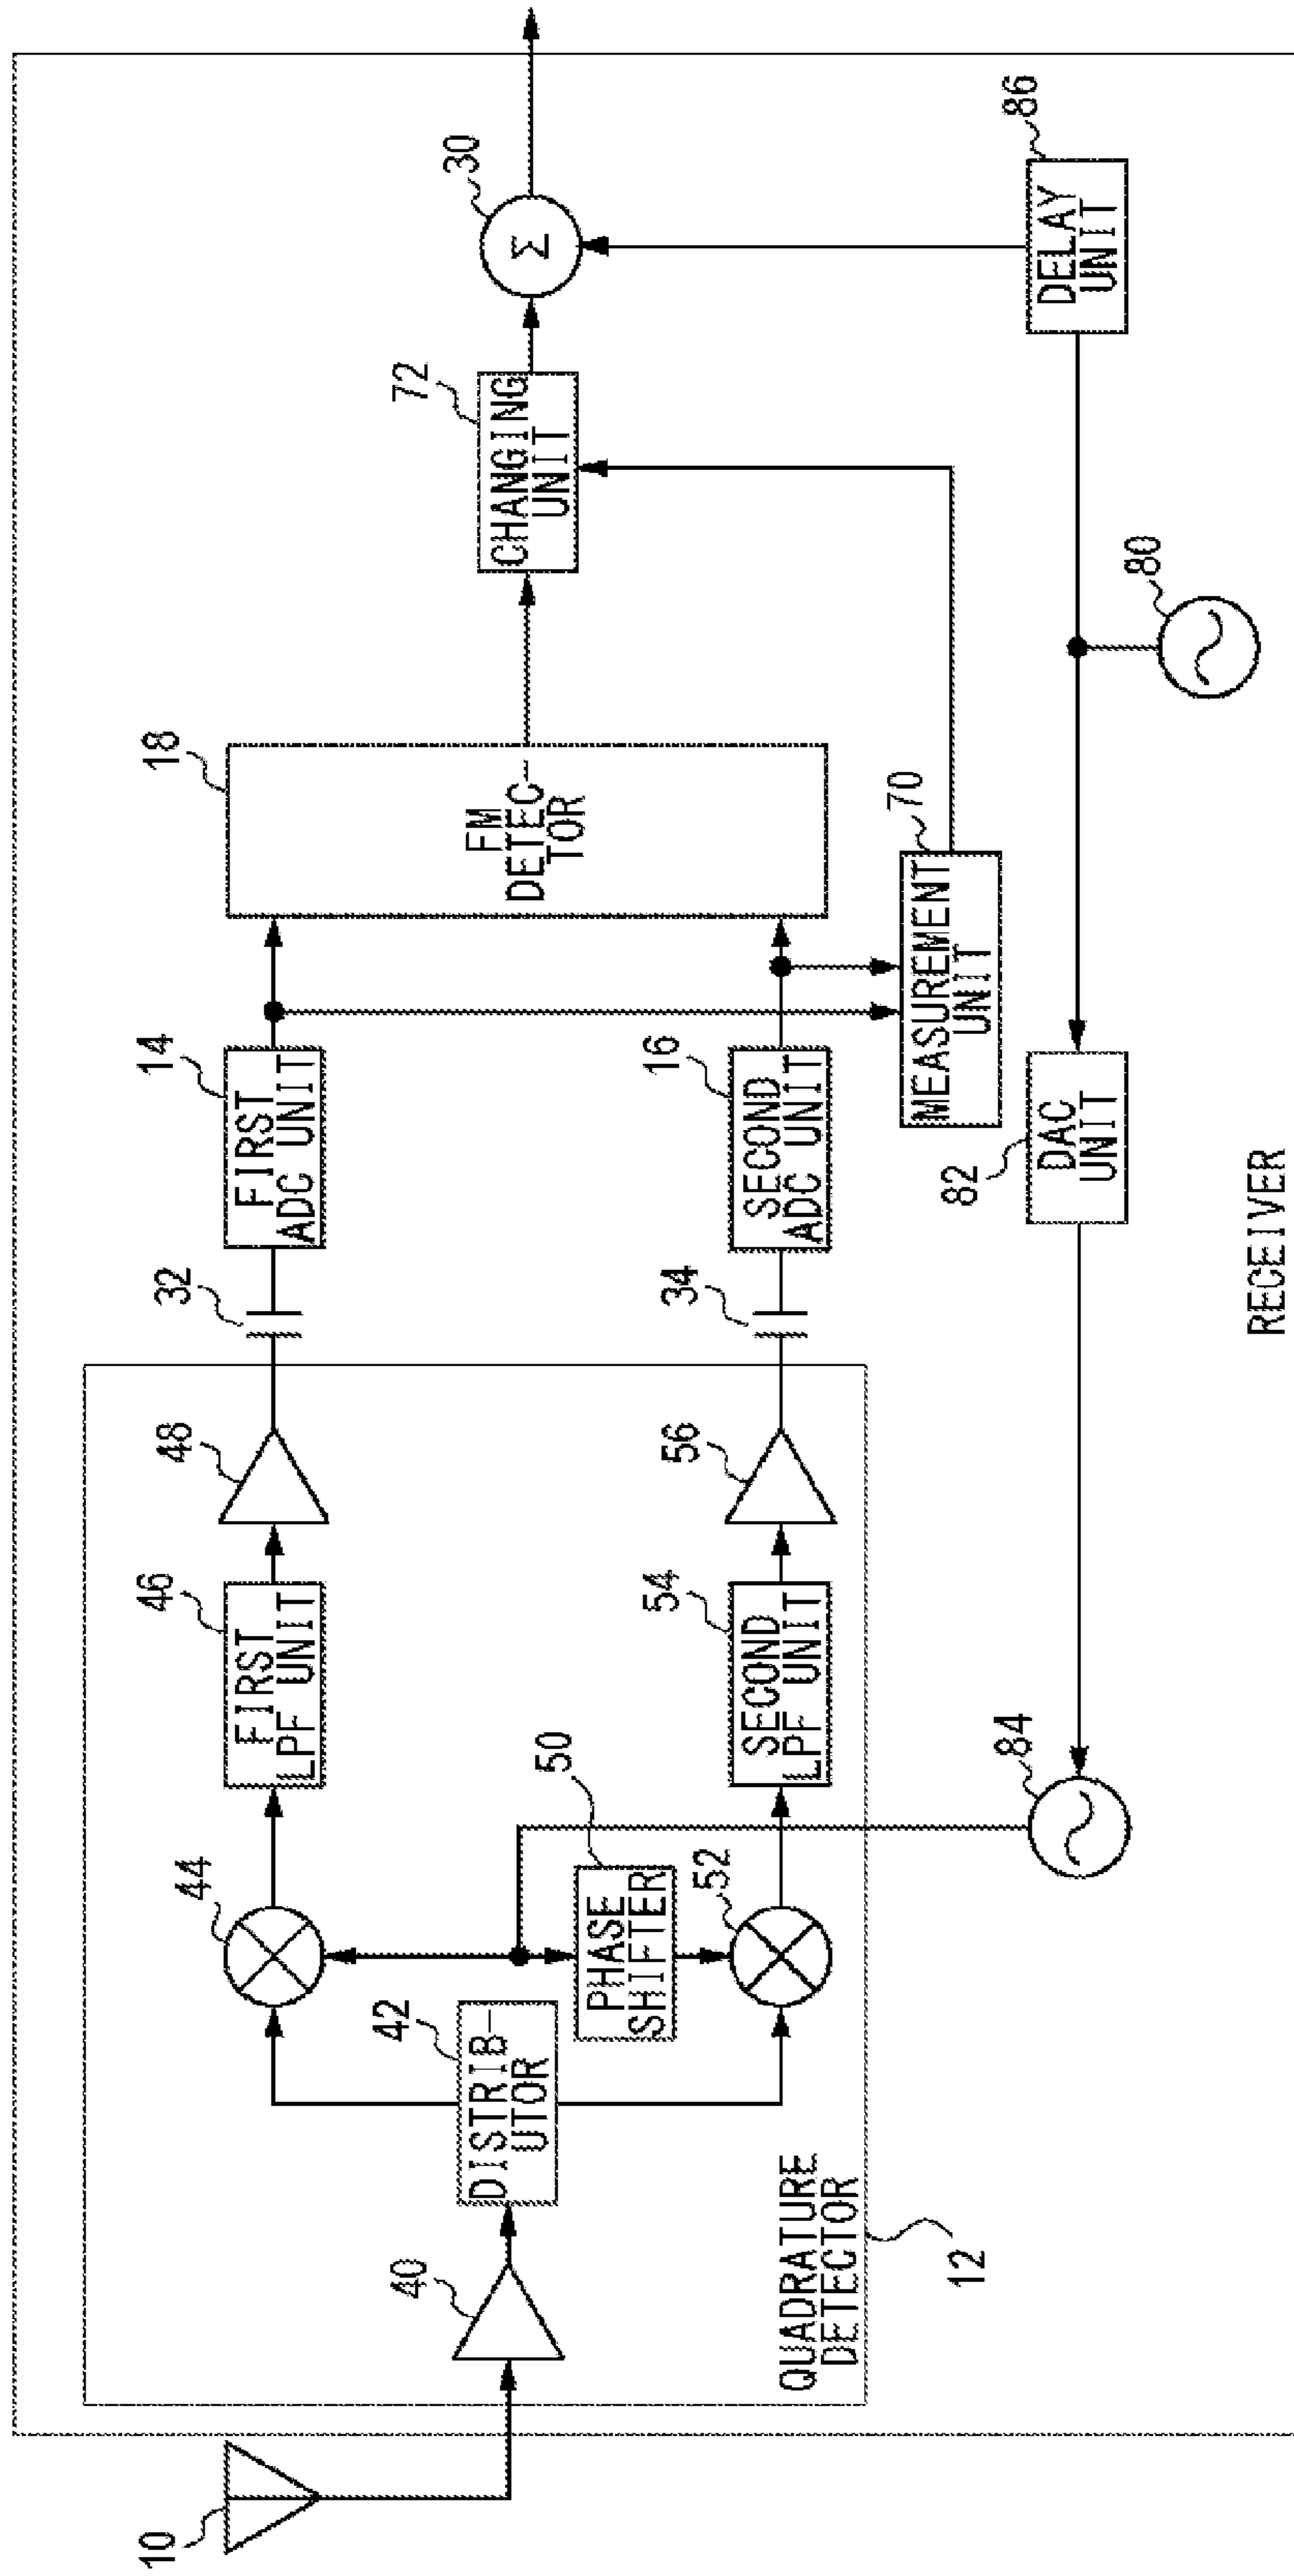 10
40
DISTRIB-
UTOR
42
44
PHASE
SHIFTER
50
52
FIRST
LPF UNIT
46
SECOND
LPF UNIT
54
48
56
QUADRATURE
DETECTOR
12
32
34
FIRST
ADC UNIT
14
SECOND
ADC UNIT
16
FM
DETEC-
TOR
18
MEASUREMENT
UNIT
70
CHANGING
UNIT
72
Σ
30
84
DAC
UNIT
82
80
DELAY
UNIT
86
RECEIVER